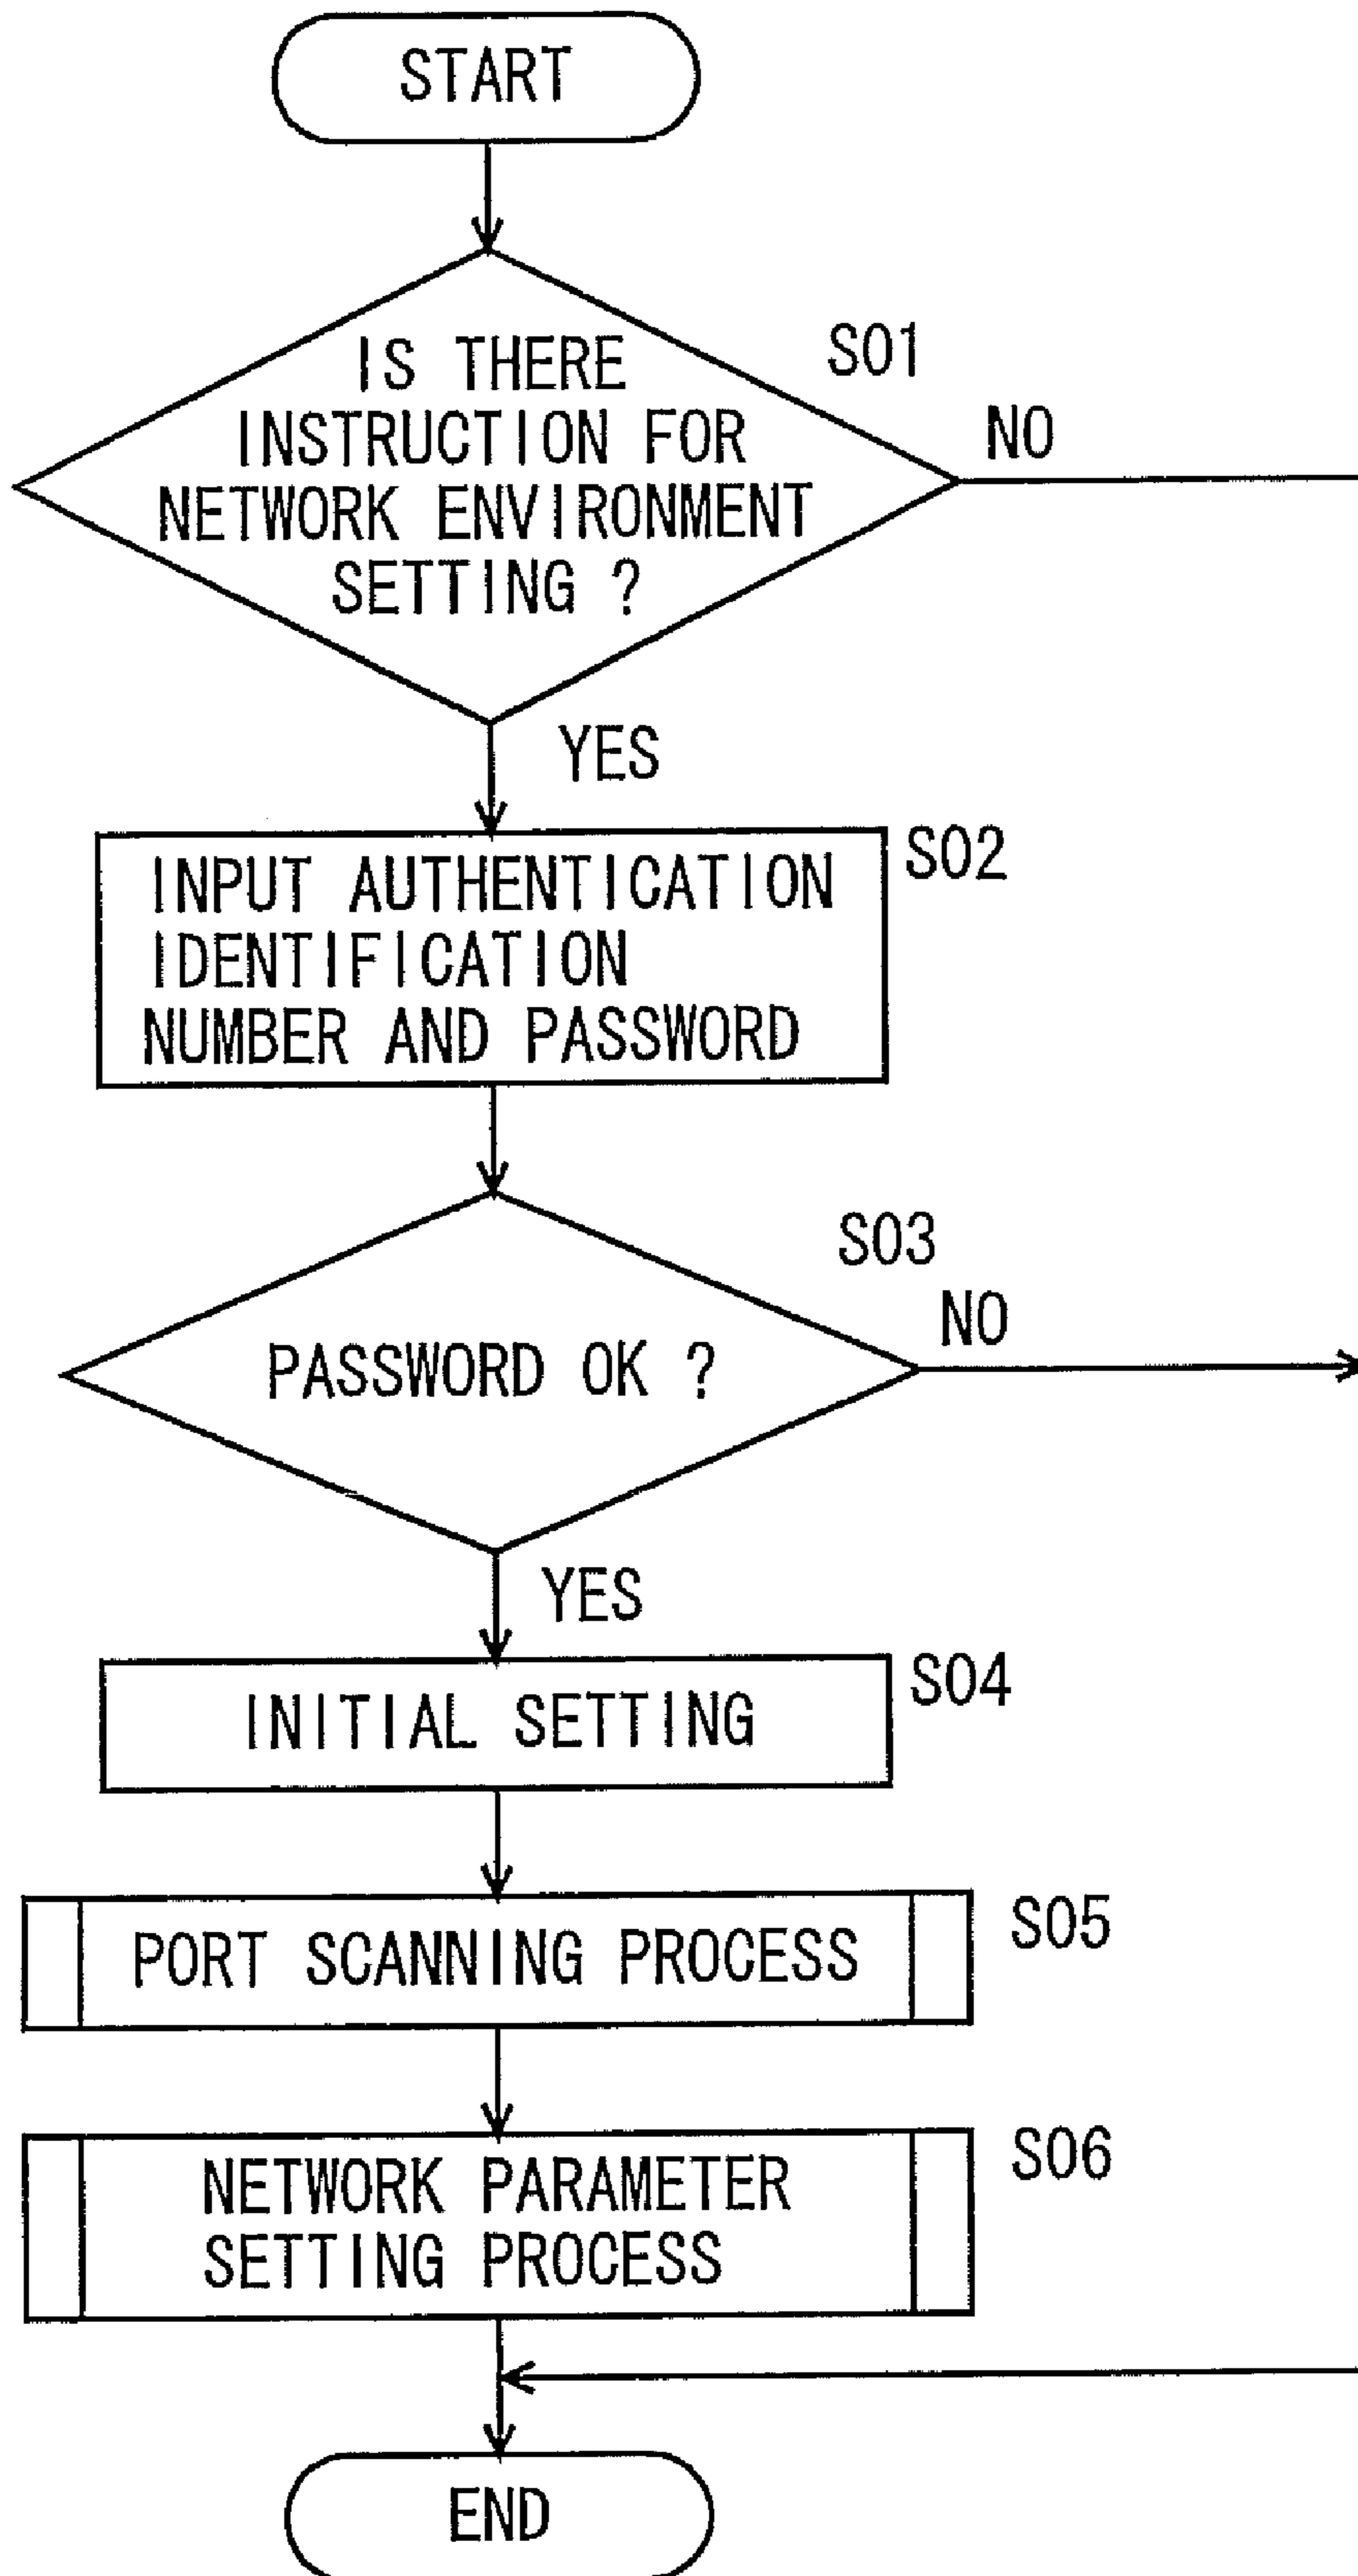 START
IS THERE
INSTRUCTION FOR
NETWORK ENVIRONMENT
SETTING ?
S01
NO
YES
INPUT AUTHENTICATION
IDENTIFICATION
NUMBER AND PASSWORD
S02
PASSWORD OK ?
S03
NO
YES
INITIAL SETTING
S04
PORT SCANNING PROCESS
S05
NETWORK PARAMETER
SETTING PROCESS
S06
END